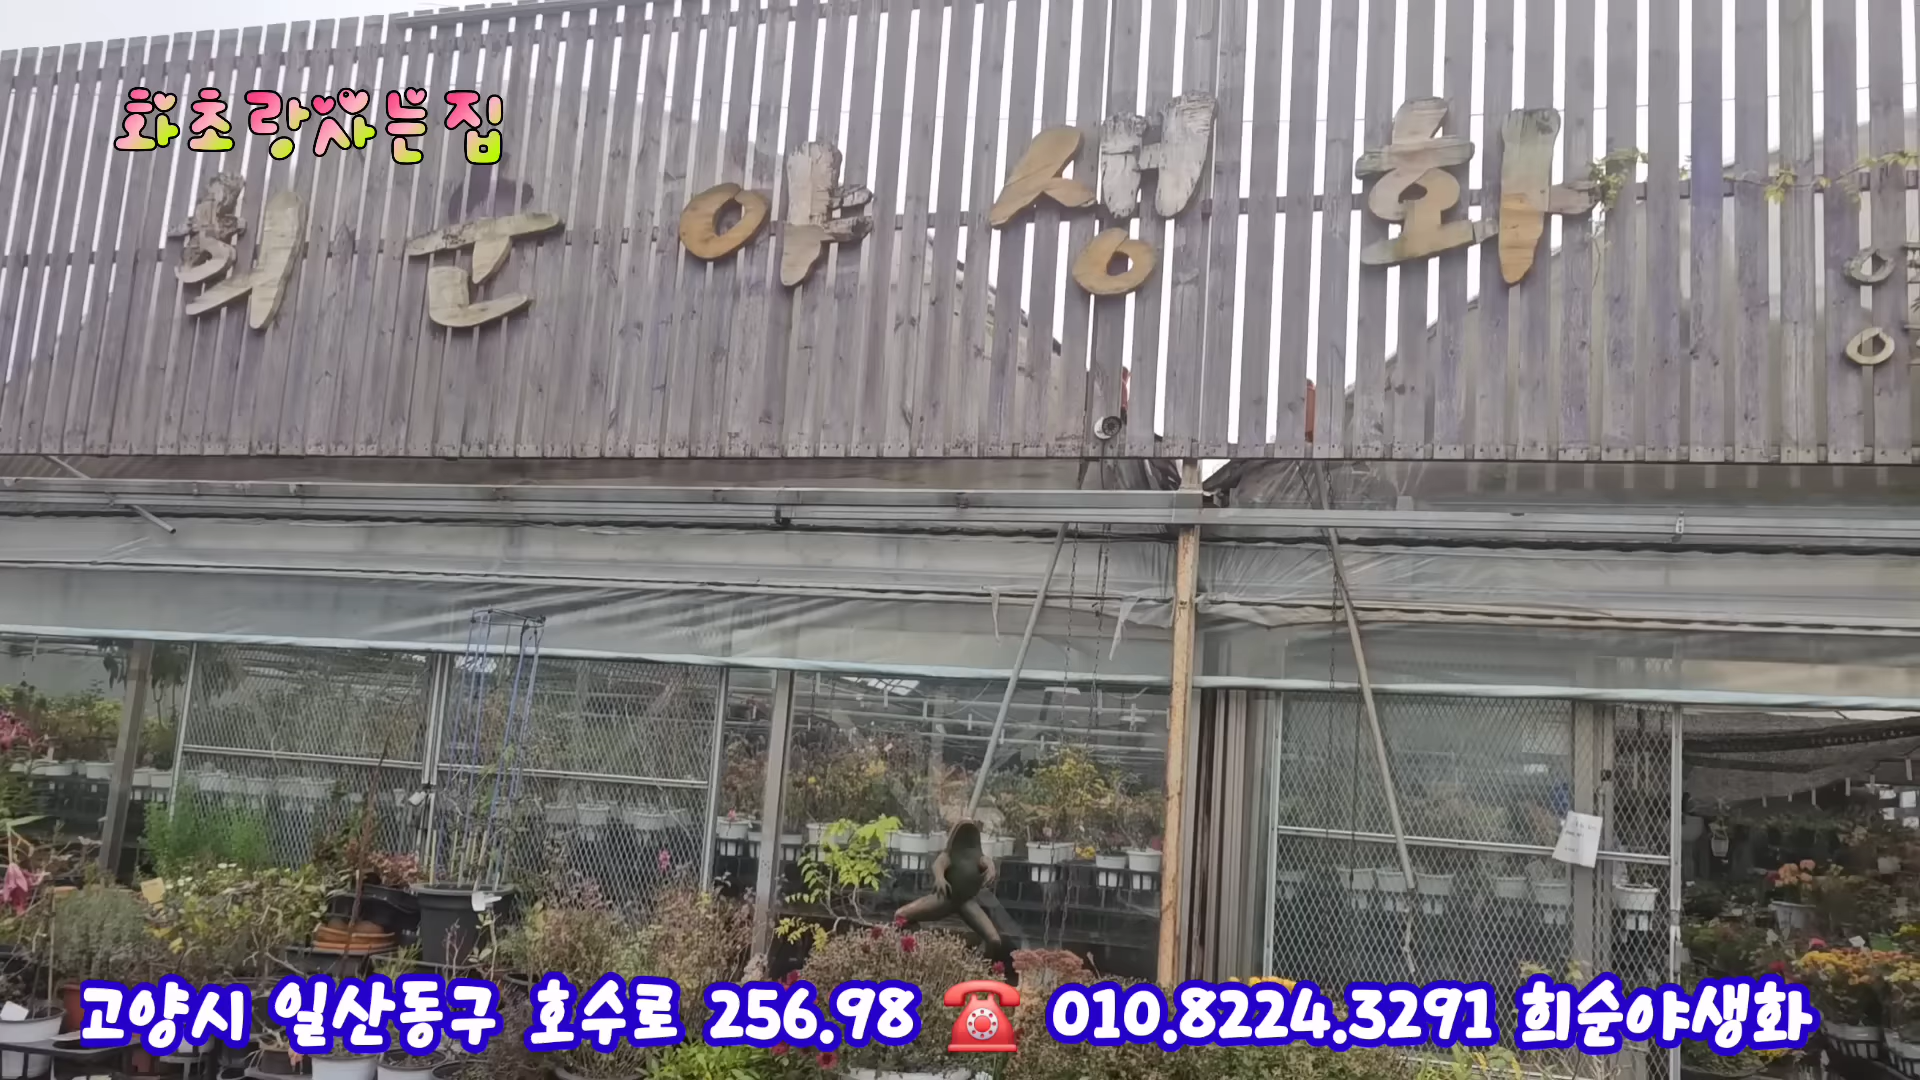 화초랑사는집
희순야생화
고양시 일산동구 호수로 256.98 ☎ 010.8224.3291 희순야생화